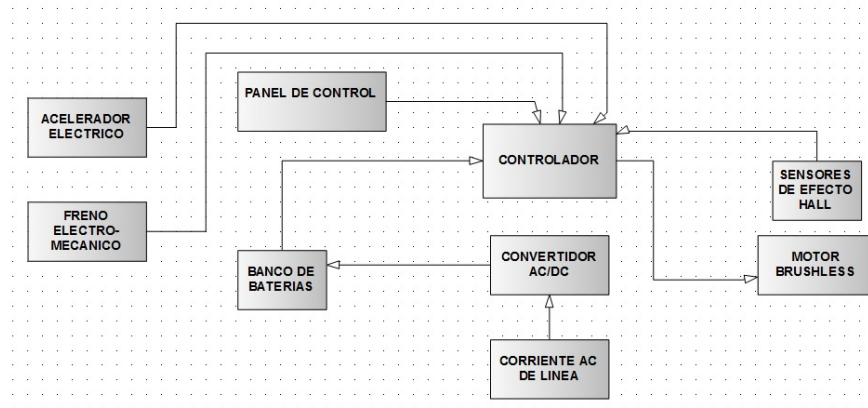 PANEL DE CONTROL
ACELERADOR
ELECTRICO
CONTROLADOR
SENSORES
DE EFECTO
HALL
FRENO
ELECTRO-
MECANICO
BANCO DE
BATERIAS
CONVERTIDOR
AC/DC
MOTOR
BRUSHLESS
CORRIENTE AC
DE LINEA